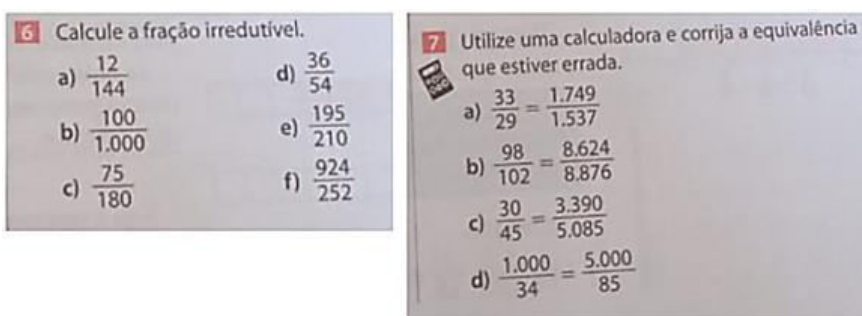 6 Calcule a fração irredutível.
a) 12/144
d) 36/54
b) 100/1.000
e) 195/210
c) 75/180
f) 924/252
7 Utilize uma calculadora e corrija a equivalência
que estiver errada.
a) 33/29 = 1.749/1.537
b) 98/102 = 8.624/8.876
c) 30/45 = 3.390/5.085
d) 1.000/34 = 5.000/85